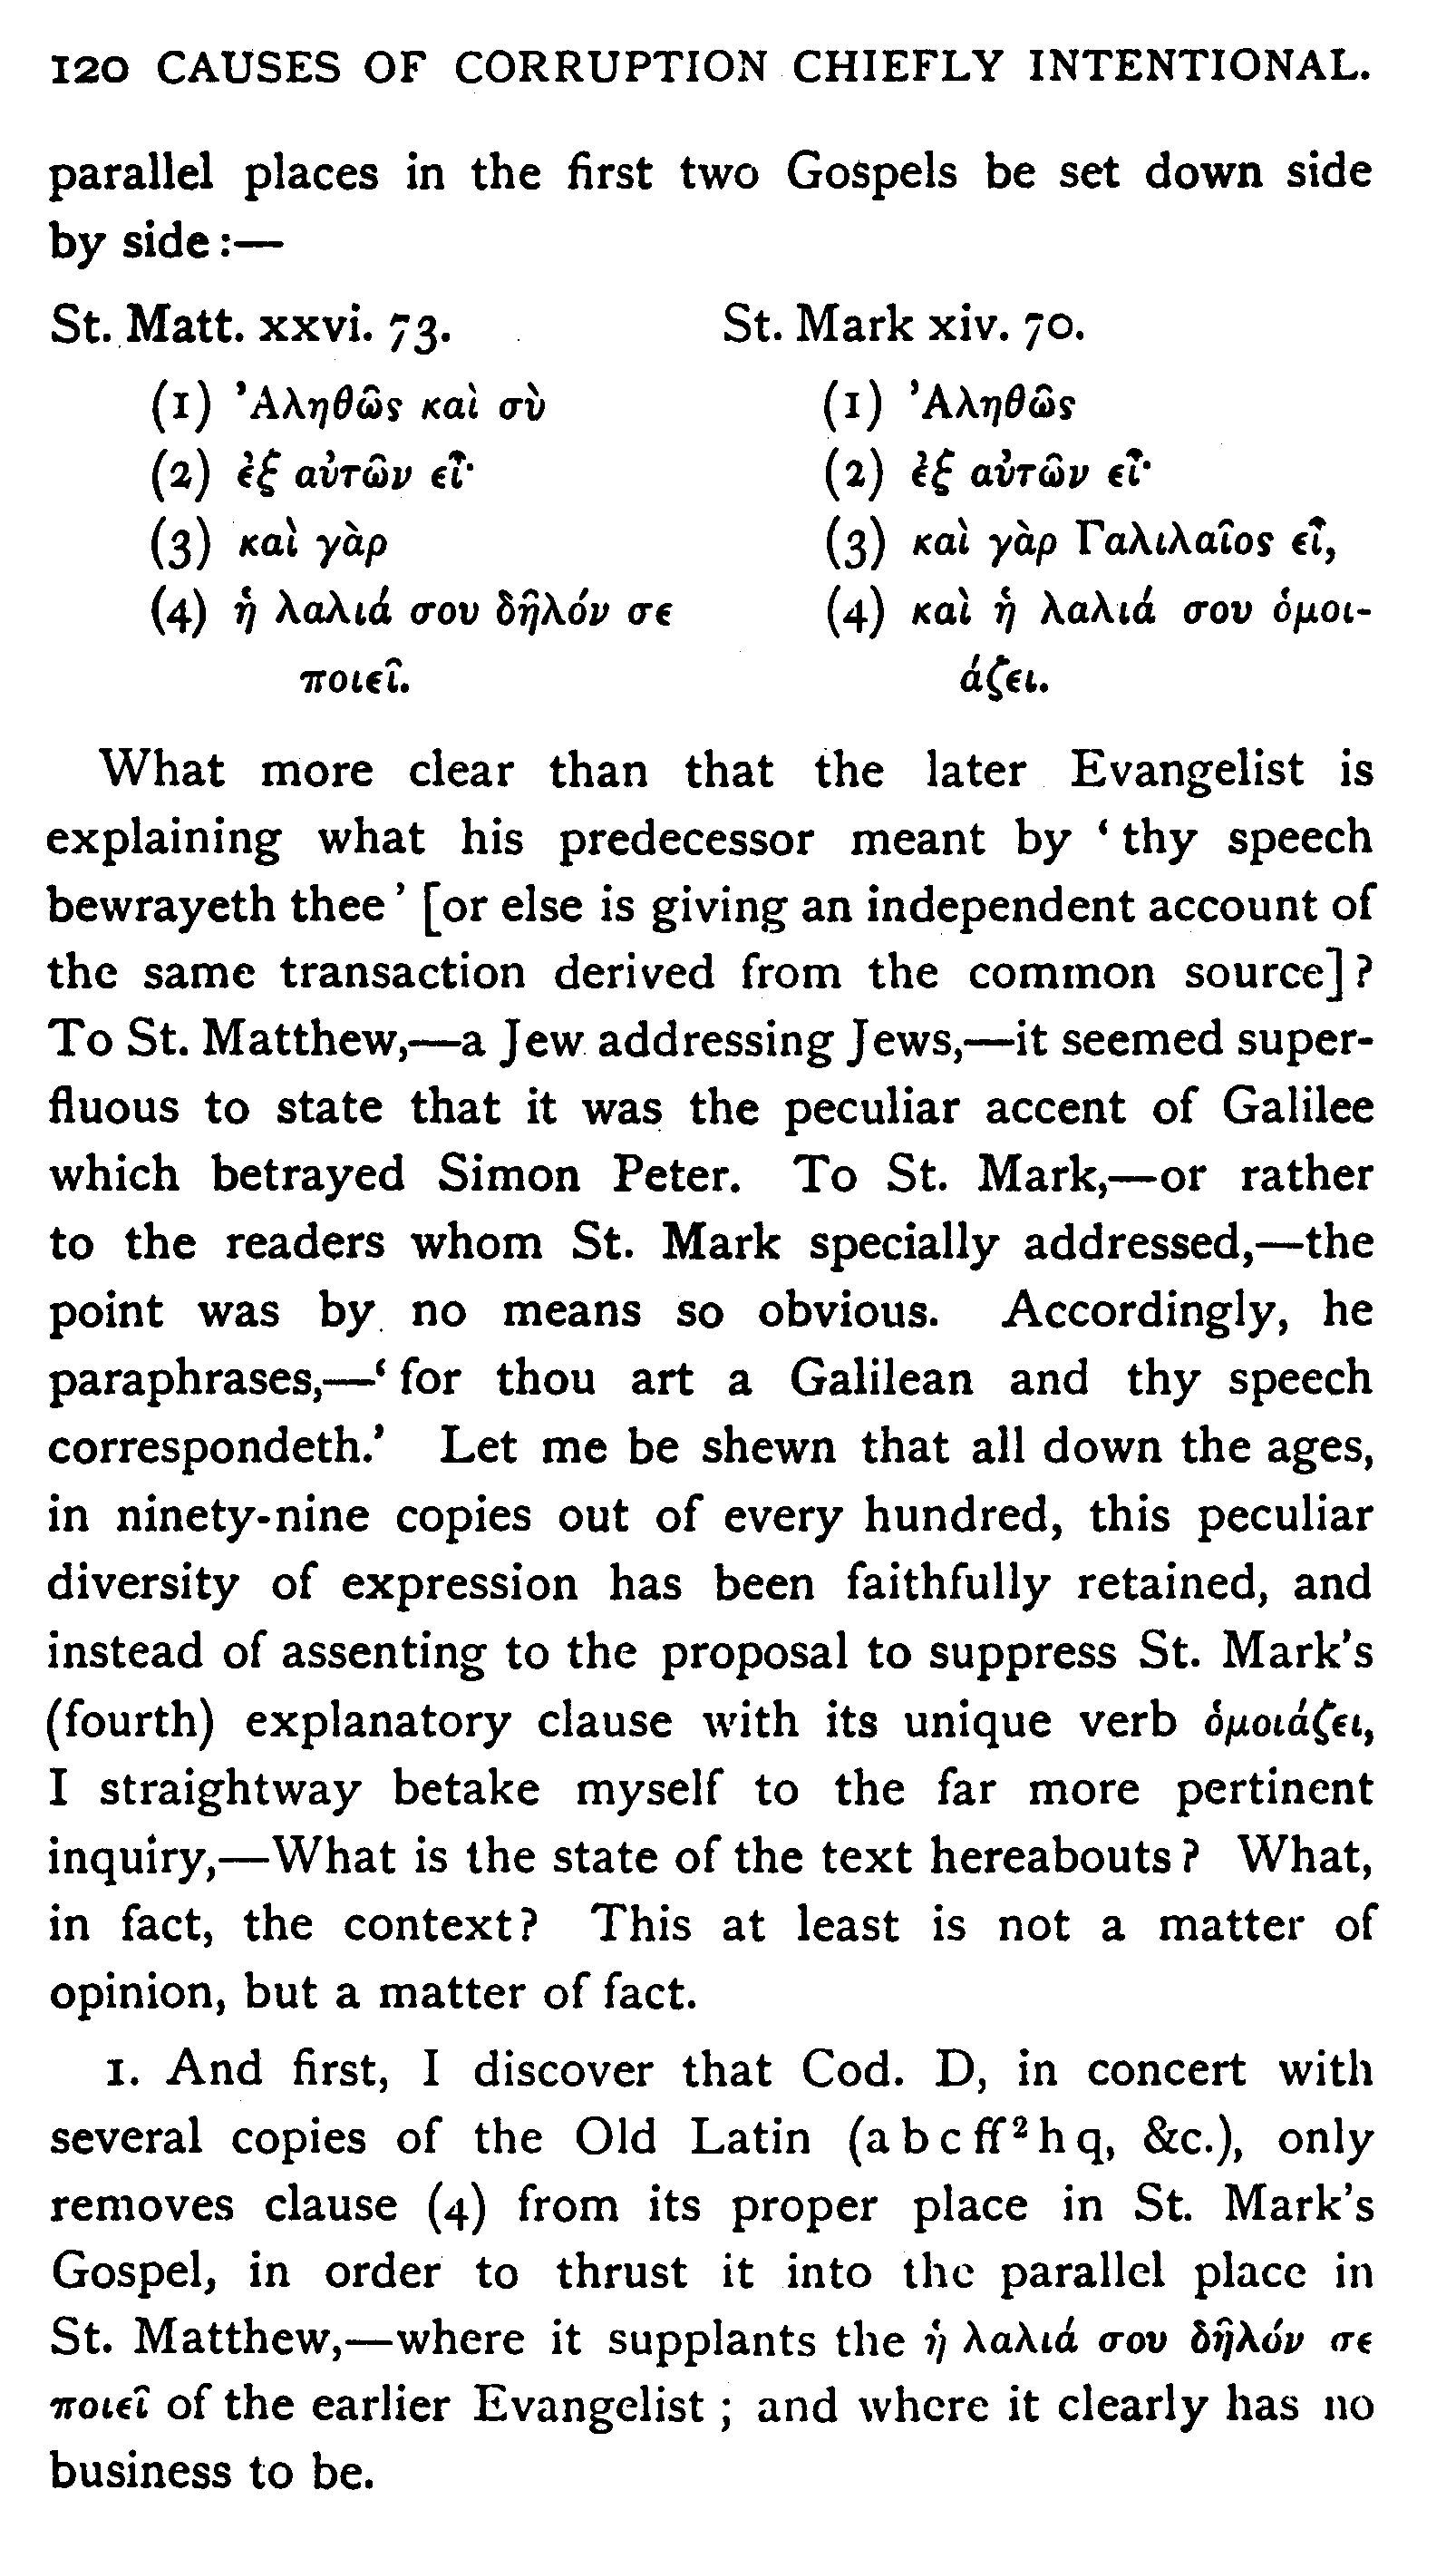 120 CAUSES OF CORRUPTION CHIEFLY INTENTIONAL.
parallel places in the first two Gospels be set down side
by side:—
St. Matt. xxvi. 73. St. Mark xiv. 70.
(1) Ἀληθῶς καὶ σὺ (1) Ἀληθῶς
(2) ἐξ αὐτῶν εἶ· (2) ἐξ αὐτῶν εἶ·
(3) καὶ γὰρ (3) καὶ γὰρ Γαλιλαῖος εἶ,
(4) ἡ λαλιά σου δῆλόν σε (4) καὶ ἡ λαλιά σου ὁμοι-
ποιεῖ. άζει.
What more clear than that the later Evangelist is
explaining what his predecessor meant by ‘thy speech
bewrayeth thee’ [or else is giving an independent account of
the same transaction derived from the common source]?
To St. Matthew,—a Jew addressing Jews,—it seemed super-
fluous to state that it was the peculiar accent of Galilee
which betrayed Simon Peter. To St. Mark,—or rather
to the readers whom St. Mark specially addressed,—the
point was by no means so obvious. Accordingly, he
paraphrases,—‘for thou art a Galilean and thy speech
correspondeth.’ Let me be shewn that all down the ages,
in ninety-nine copies out of every hundred, this peculiar
diversity of expression has been faithfully retained, and
instead of assenting to the proposal to suppress St. Mark’s
(fourth) explanatory clause with its unique verb ὁμοιάζει,
I straightway betake myself to the far more pertinent
inquiry,—What is the state of the text hereabouts? What,
in fact, the context? This at least is not a matter of
opinion, but a matter of fact.
1. And first, I discover that Cod. D, in concert with
several copies of the Old Latin (a b c ff² h q, &c.), only
removes clause (4) from its proper place in St. Mark’s
Gospel, in order to thrust it into the parallel place in
St. Matthew,—where it supplants the ἡ λαλιά σου δῆλόν σε
ποιεῖ of the earlier Evangelist; and where it clearly has no
business to be.